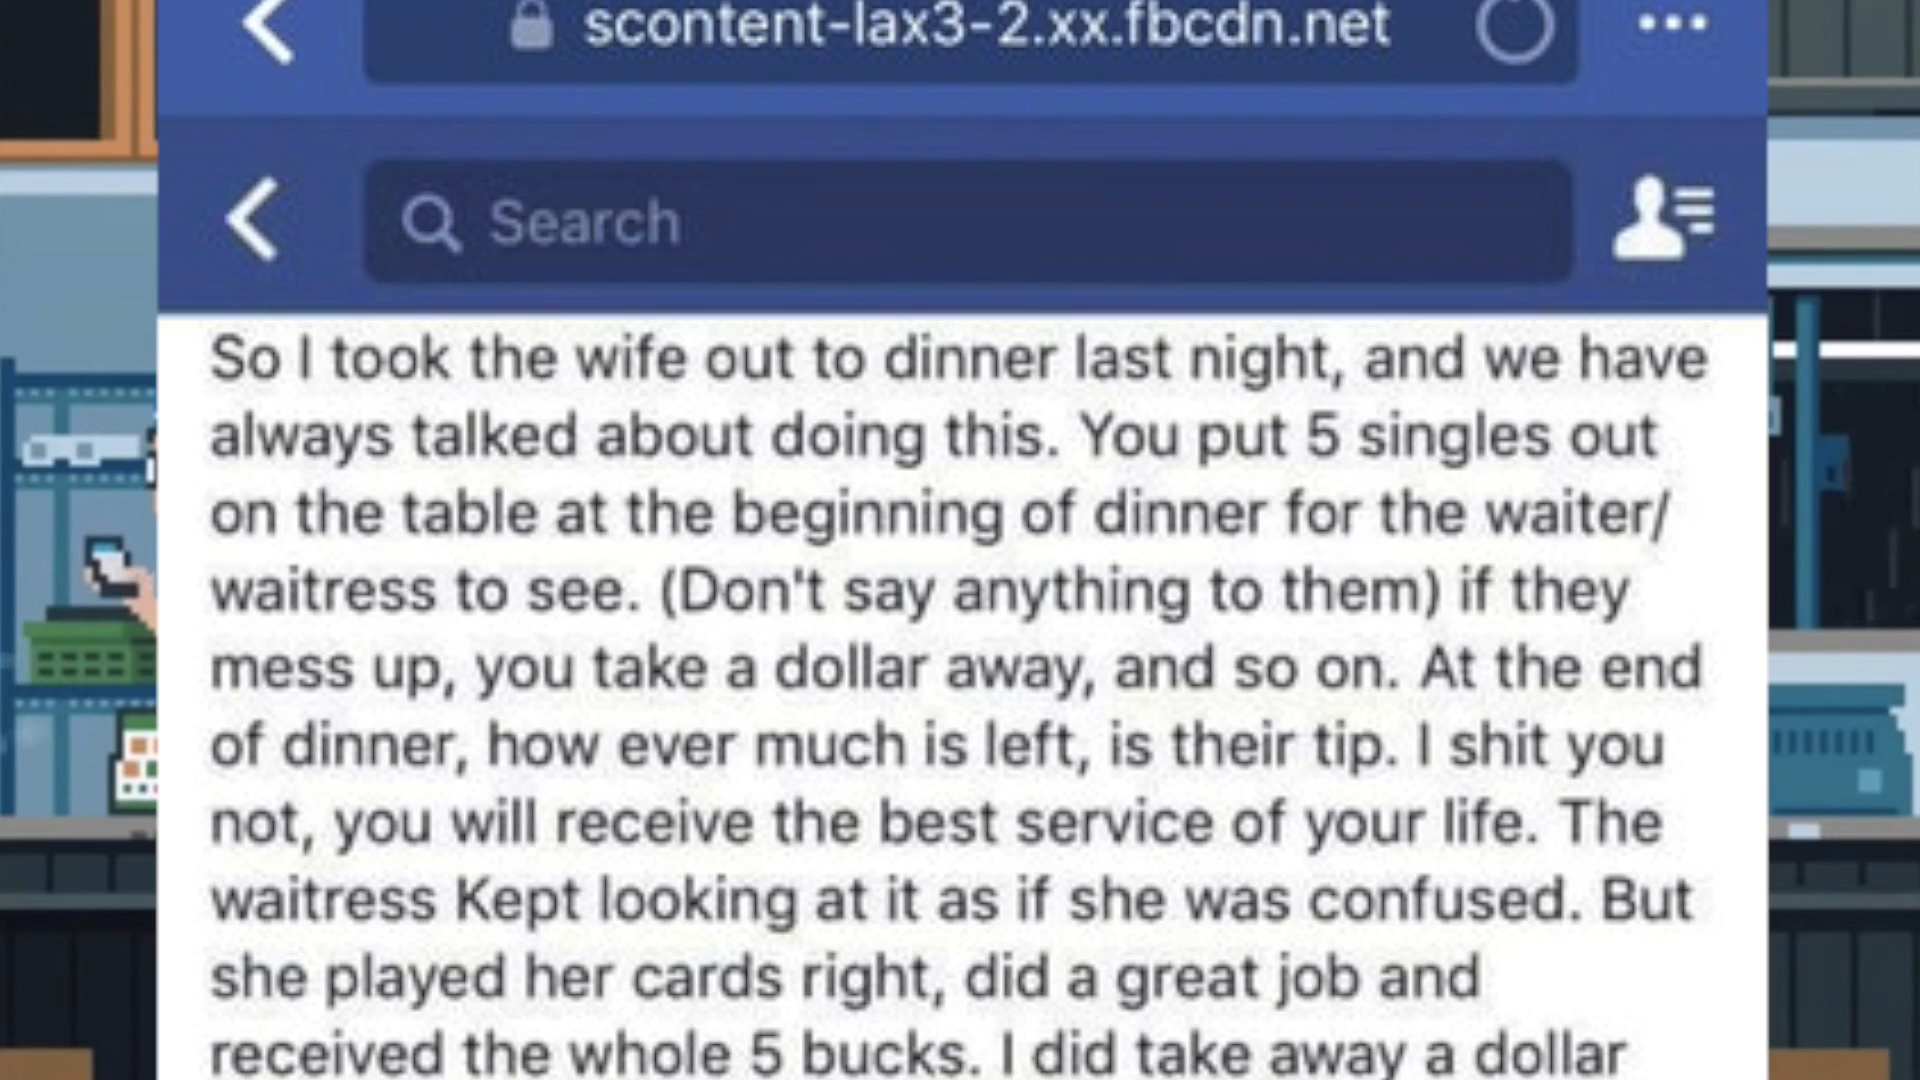 scontent-lax3-2.xx.fbcdn.net
Search
So I took the wife out to dinner last night, and we have
always talked about doing this. You put 5 singles out
on the table at the beginning of dinner for the waiter/
waitress to see. (Don't say anything to them) if they
mess up, you take a dollar away, and so on. At the end
of dinner, how ever much is left, is their tip. I shit you
not, you will receive the best service of your life. The
waitress Kept looking at it as if she was confused. But
she played her cards right, did a great job and
received the whole 5 bucks. I did take away a dollar